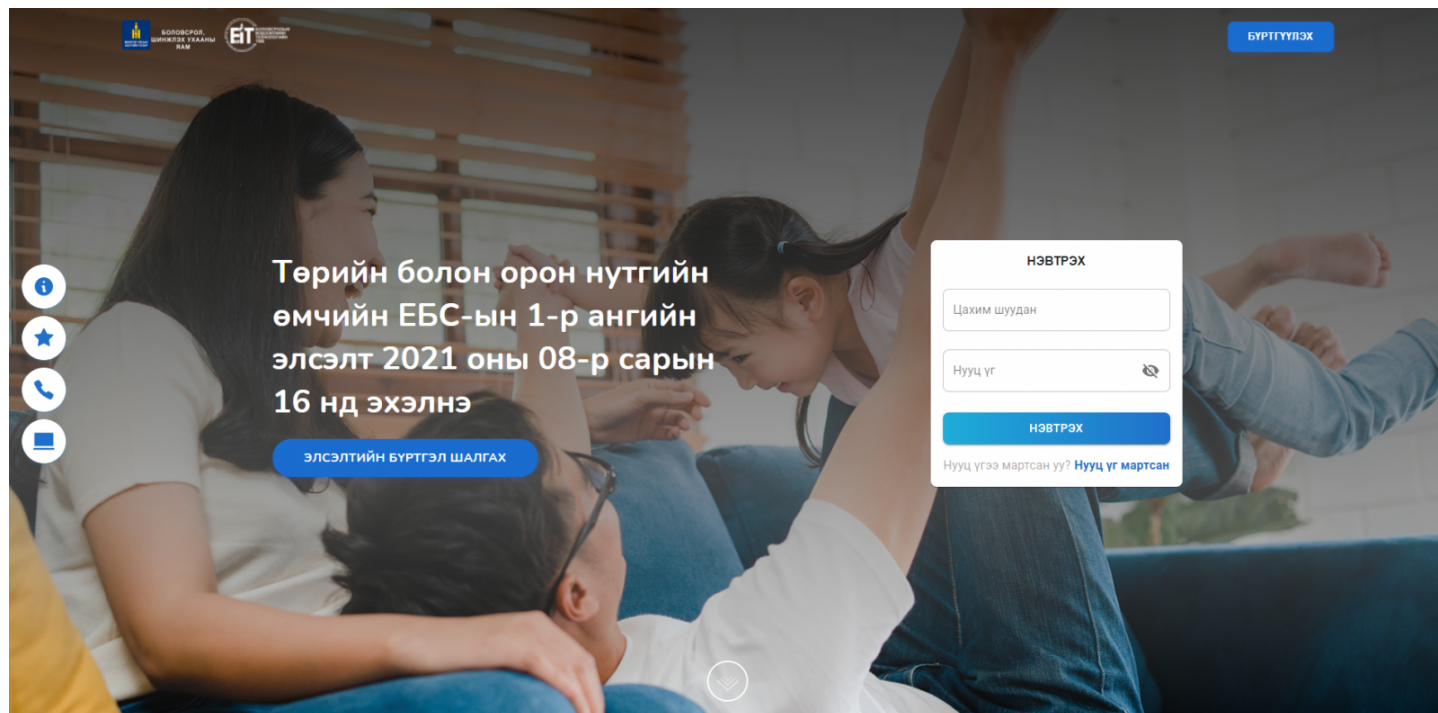 БОЛОВСРОЛ,
ШИНЖЛЭХ УХААНЫ
ЯАМ
EIT
БҮРТГҮҮЛЭХ
Төрийн болон орон нутгийн
өмчийн ЕБС-ын 1-р ангийн
элсэлт 2021 оны 08-р сарын
16 нд эхэлнэ
ЭЛСЭЛТИЙН БҮРТГЭЛ ШАЛГАХ
НЭВТРЭХ
Цахим шуудан
Нууц үг
НЭВТРЭХ
Нууц үгээ мартсан уу? Нууц үг мартсан